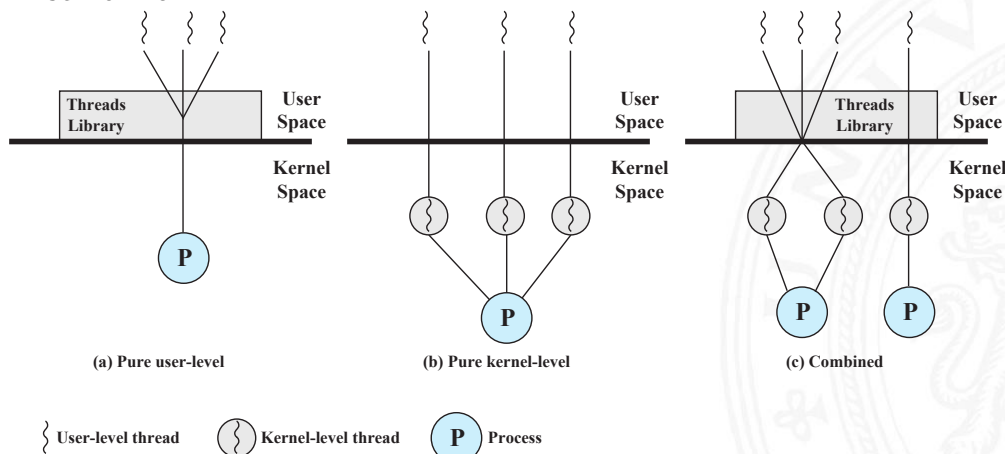 Threads
Library
User
Space
Kernel
Space
P
(a) Pure user-level
User
Space
Kernel
Space
P
(b) Pure kernel-level
Threads
Library
User
Space
Kernel
Space
P
P
(c) Combined
User-level thread
Kernel-level thread
P
Process